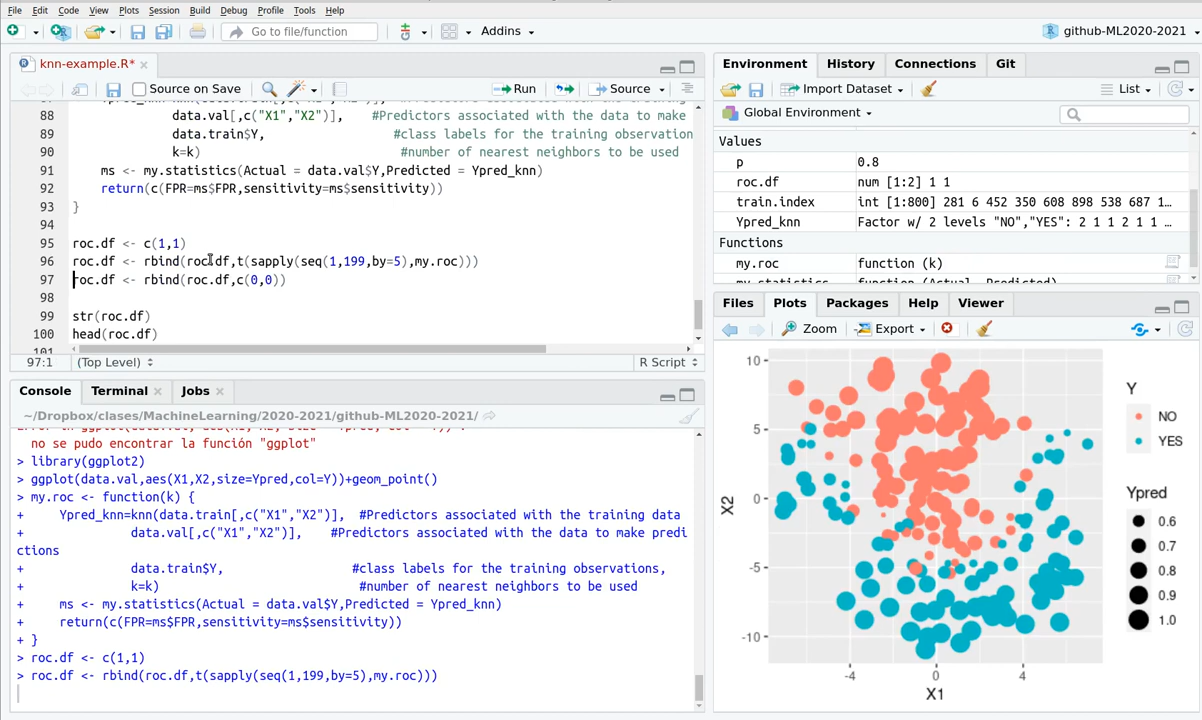 File Edit Code View Plots Session Build Debug Profile Tools Help
Go to file/function
Addins
github-ML2020-2021
knn-example.R*
Source on Save
Run
Source
88 data.val[,c("X1","X2")], #Predictors associated with the data to make
89 data.train$Y, #class labels for the training observation
90 k=k) #number of nearest neighbors to be used
91 ms <- my.statistics(Actual = data.val$Y,Predicted = Ypred_knn)
92 return(c(FPR=ms$FPR,sensitivity=ms$sensitivity))
93 }
94
95 roc.df <- c(1,1)
96 roc.df <- rbind(roc.df,t(sapply(seq(1,199,by=5),my.roc)))
97 roc.df <- rbind(roc.df,c(0,0))
98
99 str(roc.df)
100 head(roc.df)
101
97:1 (Top Level) R Script
Console Terminal Jobs
~/Dropbox/clases/MachineLearning/2020-2021/github-ML2020-2021/
no se pudo encontrar la función "ggplot"
> library(ggplot2)
> ggplot(data.val,aes(X1,X2,size=Ypred,col=Y))+geom_point()
> my.roc <- function(k) {
+ Ypred_knn=knn(data.train[,c("X1","X2")], #Predictors associated with the training data
+ data.val[,c("X1","X2")], #Predictors associated with the data to make predi
ctions
+ data.train$Y, #class labels for the training observations,
+ k=k) #number of nearest neighbors to be used
+ ms <- my.statistics(Actual = data.val$Y,Predicted = Ypred_knn)
+ return(c(FPR=ms$FPR,sensitivity=ms$sensitivity))
+ }
> roc.df <- c(1,1)
> roc.df <- rbind(roc.df,t(sapply(seq(1,199,by=5),my.roc)))
Environment History Connections Git
Import Dataset
List
Global Environment
Values
p 0.8
roc.df num [1:2] 1 1
train.index int [1:800] 281 6 452 350 608 898 538 687 1…
Ypred_knn Factor w/ 2 levels "NO","YES": 2 1 1 2 1 1 …
Functions
my.roc function (k)
my.statistics function (Actual, Predicted)
Files Plots Packages Help Viewer
Zoom Export
10
5
0
-5
-10
X2
-4 0 4
X1
Y
NO
YES
Ypred
0.6
0.7
0.8
0.9
1.0